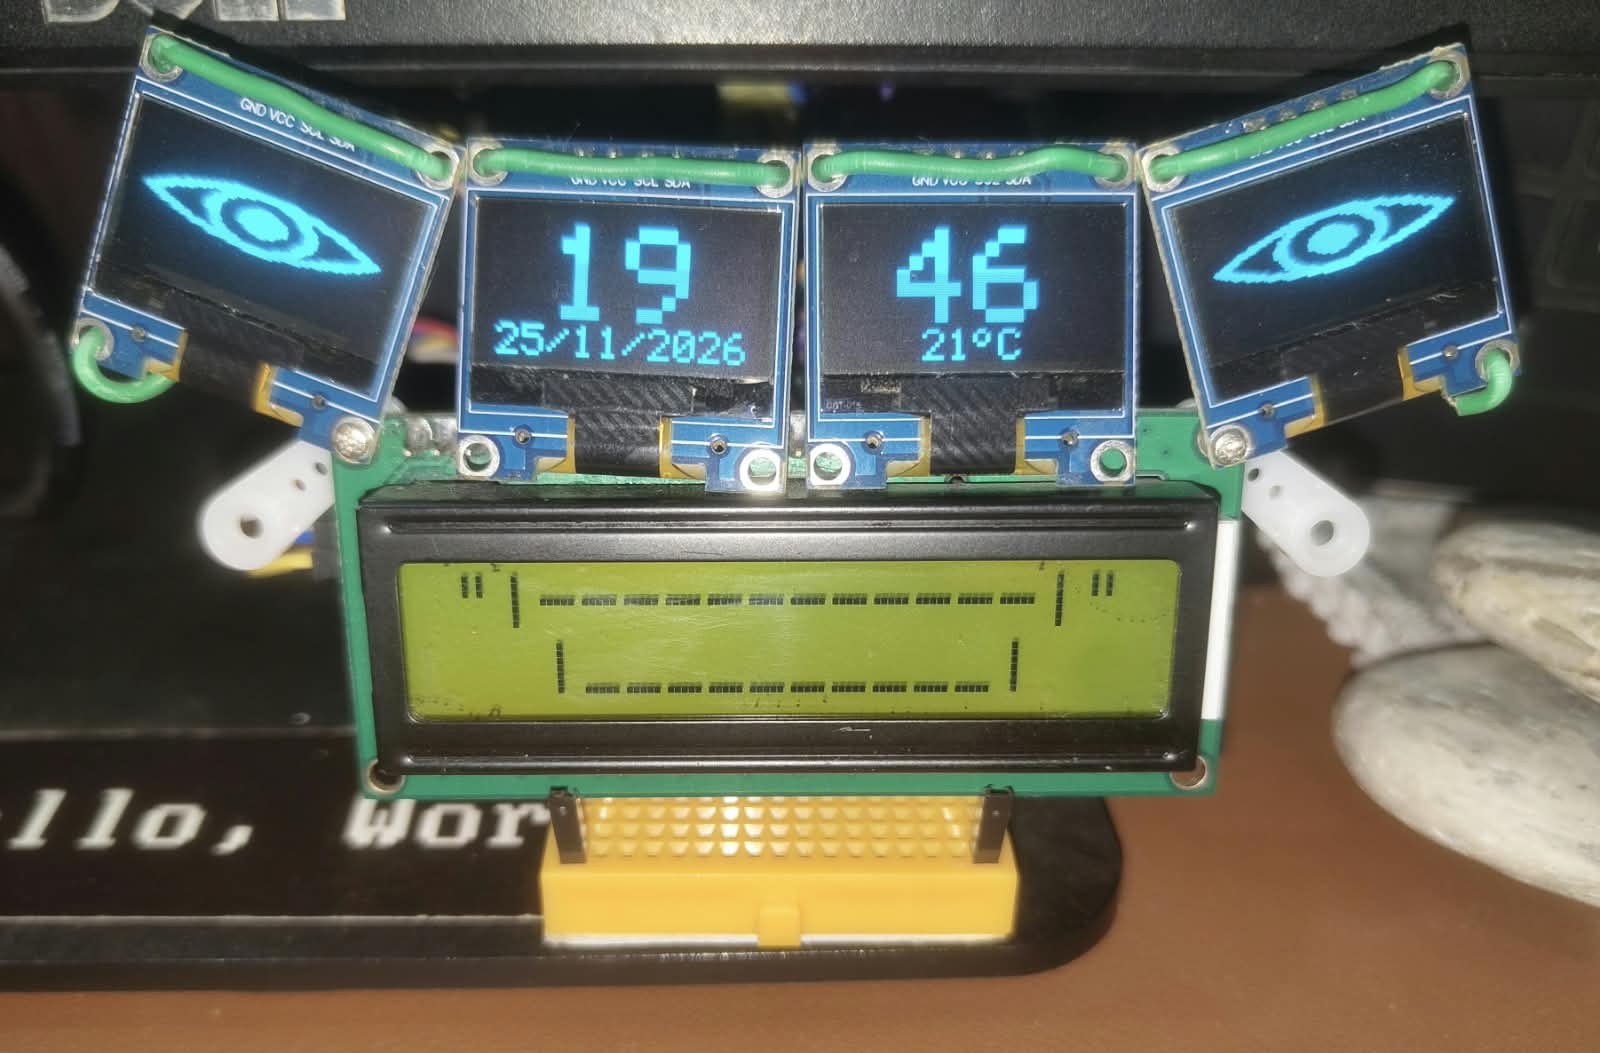 DELL
GND VCC SCL SDA
GND VCC SCL SDA
GND VCC SCL SDA
19
25/11/2026
46
21°C
llo, Wor